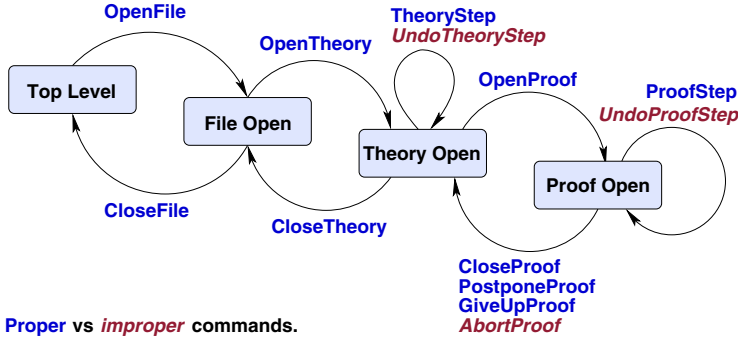 OpenFile
TheoryStep
UndoTheoryStep
OpenTheory
OpenProof
ProofStep
UndoProofStep
Top Level
File Open
Theory Open
Proof Open
CloseFile
CloseTheory
CloseProof
PostponeProof
GiveUpProof
AbortProof
Proper vs improper commands.